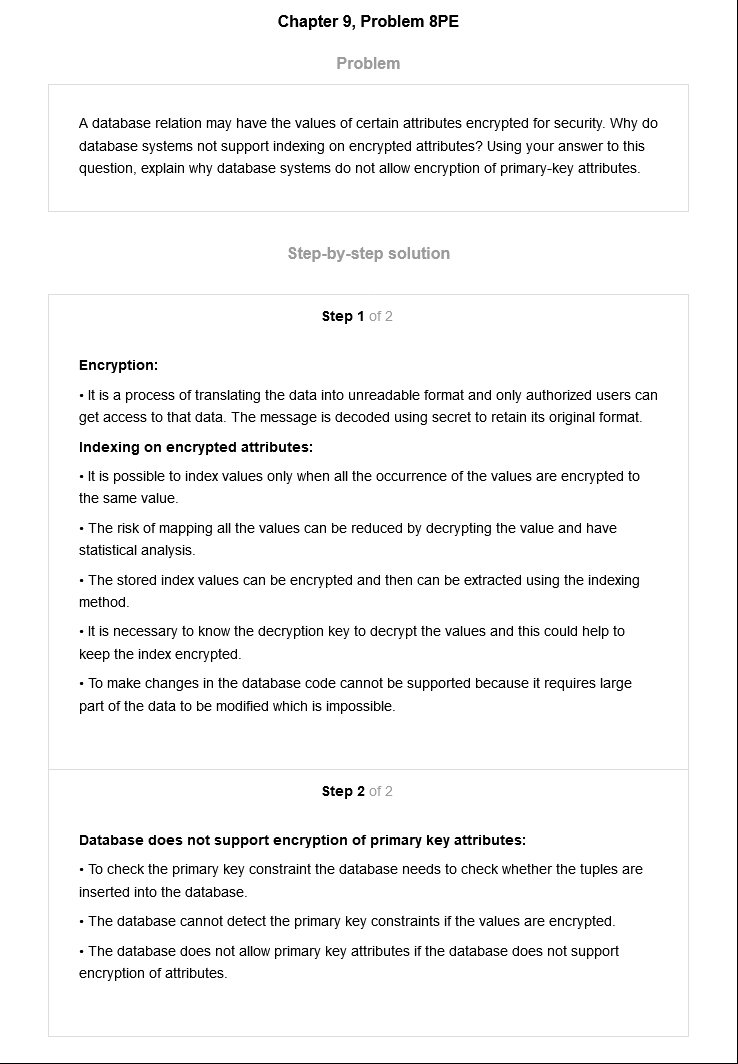 Chapter 9, Problem 8PE
Problem
A database relation may have the values of certain attributes encrypted for security. Why do
database systems not support indexing on encrypted attributes? Using your answer to this
question, explain why database systems do not allow encryption of primary-key attributes.
Step-by-step solution
Step 1 of 2
Encryption:
• It is a process of translating the data into unreadable format and only authorized users can
get access to that data. The message is decoded using secret to retain its original format.
Indexing on encrypted attributes:
• It is possible to index values only when all the occurrence of the values are encrypted to
the same value.
• The risk of mapping all the values can be reduced by decrypting the value and have
statistical analysis.
• The stored index values can be encrypted and then can be extracted using the indexing
method.
• It is necessary to know the decryption key to decrypt the values and this could help to
keep the index encrypted.
• To make changes in the database code cannot be supported because it requires large
part of the data to be modified which is impossible.
Step 2 of 2
Database does not support encryption of primary key attributes:
• To check the primary key constraint the database needs to check whether the tuples are
inserted into the database.
• The database cannot detect the primary key constraints if the values are encrypted.
• The database does not allow primary key attributes if the database does not support
encryption of attributes.